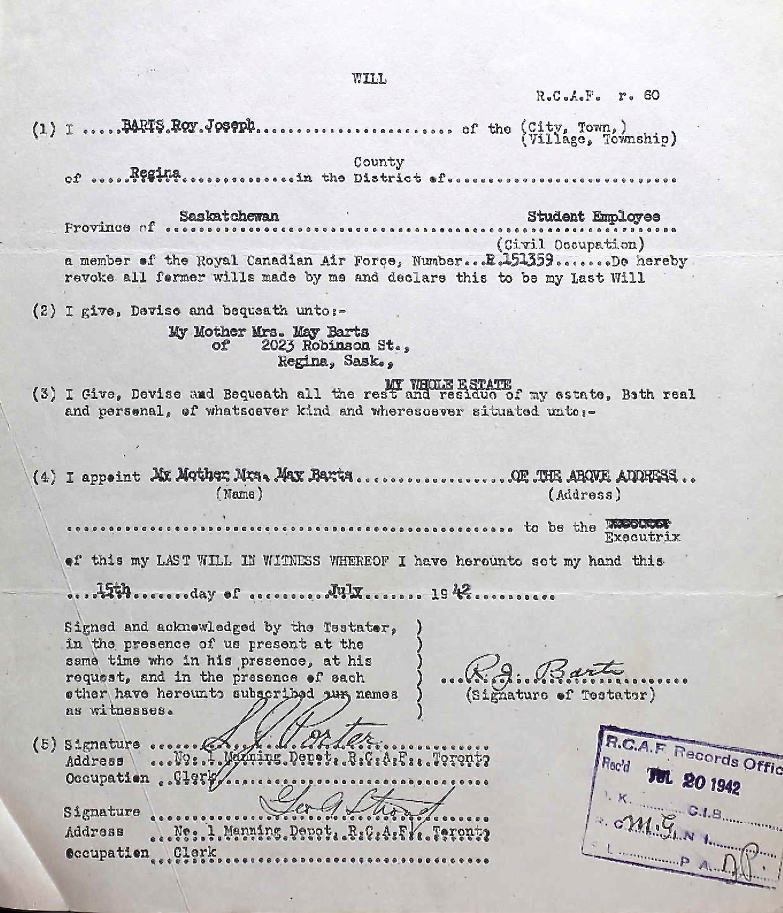 WILL
R.C.A.F. r. 60
(1) I .....BARTS Roy Joseph............................ of the (City, Town,)
(Village, Township)
County
of ......Regina.................in the District of...................................
Province of Saskatchewan Student Employee
(Civil Occupation)
a member of the Royal Canadian Air Force, Number...R.151359.......Do hereby
revoke all former wills made by me and declare this to be my Last Will
(2) I give, Devise and bequeath unto:-
My Mother Mrs. May Barts
of 2023 Robinson St.,
Regina, Sask.,
MY WHOLE ESTATE
(3) I Give, Devise and Bequeath all the rest and residue of my estate, Both real
and personal, of whatsoever kind and wheresoever situated unto:-
(4) I appoint My Mother Mrs. May Barts......................OF THE ABOVE ADDRESS..
(Name) (Address)
................................................................ to be the
Executrix
of this my LAST WILL IN WITNESS WHEREOF I have hereunto set my hand this
....15th.......day of ..........July........ 19 42............
Signed and acknowledged by the Testator,
in the presence of us present at the
same time who in his presence, at his
request, and in the presence of each
other have hereunto subscribed our names
as witnesses.
R. J. Barts
(Signature of Testator)
(5) Signature S J Porter
Address ...No. 1 Manning Depot, R.C.A.F. Toronto
Occupation ..Clerk
Signature Geo A Strong
Address No. 1 Manning Depot, R.C.A.F. Toronto
Occupation Clerk
R.C.A.F. Records Offic
Rec'd JUL 20 1942
K. C.I.B.
C M.G. N I
L P A